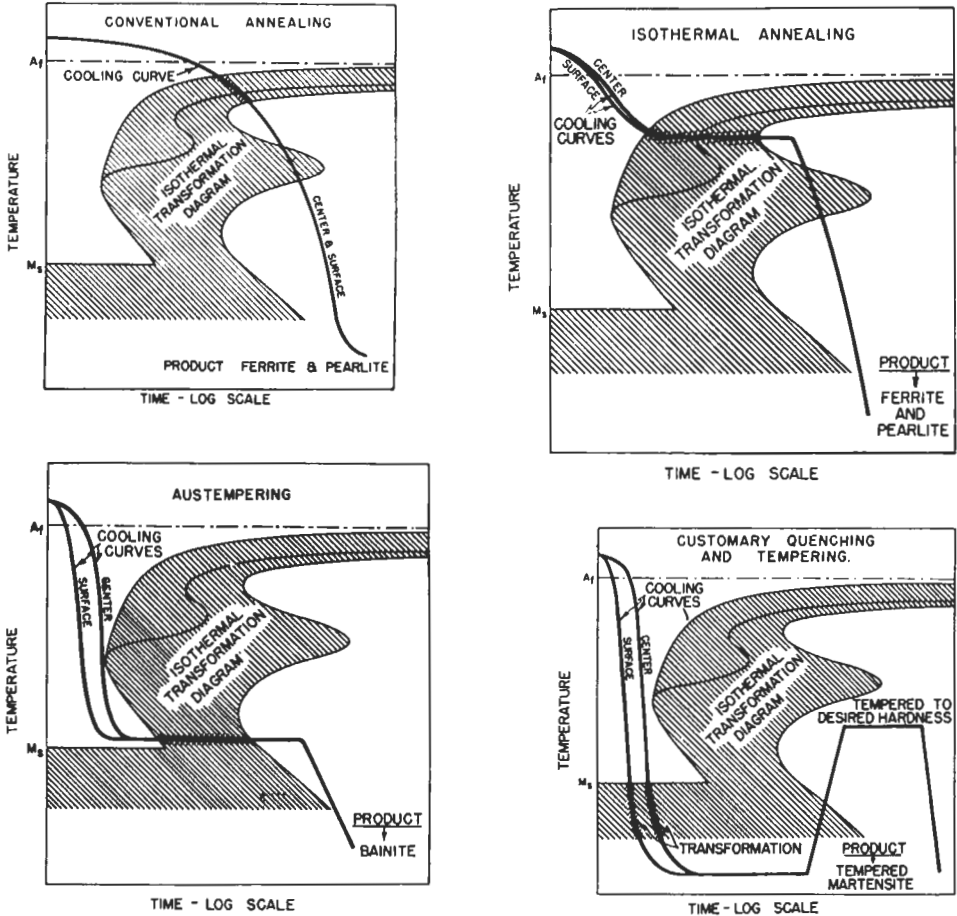 CONVENTIONAL ANNEALING
Af
COOLING CURVE
ISOTHERMAL
TRANSFORMATION
DIAGRAM
CENTER & SURFACE
TEMPERATURE
Ms
PRODUCT FERRITE & PEARLITE
TIME - LOG SCALE
ISOTHERMAL ANNEALING
Af
CENTER
SURFACE
COOLING
CURVES
ISOTHERMAL
TRANSFORMATION
DIAGRAM
TEMPERATURE
Ms
PRODUCT
FERRITE
AND
PEARLITE
TIME - LOG SCALE
AUSTEMPERING
Af
COOLING
CURVES
SURFACE
CENTER
ISOTHERMAL
TRANSFORMATION
DIAGRAM
TEMPERATURE
Ms
PRODUCT
BAINITE
TIME - LOG SCALE
CUSTOMARY QUENCHING
AND TEMPERING.
Af
COOLING
CURVES
SURFACE
CENTER
ISOTHERMAL
TRANSFORMATION
DIAGRAM
TEMPERED TO
DESIRED HARDNESS
TEMPERATURE
Ms
TRANSFORMATION
PRODUCT
TEMPERED
MARTENSITE
TIME - LOG SCALE